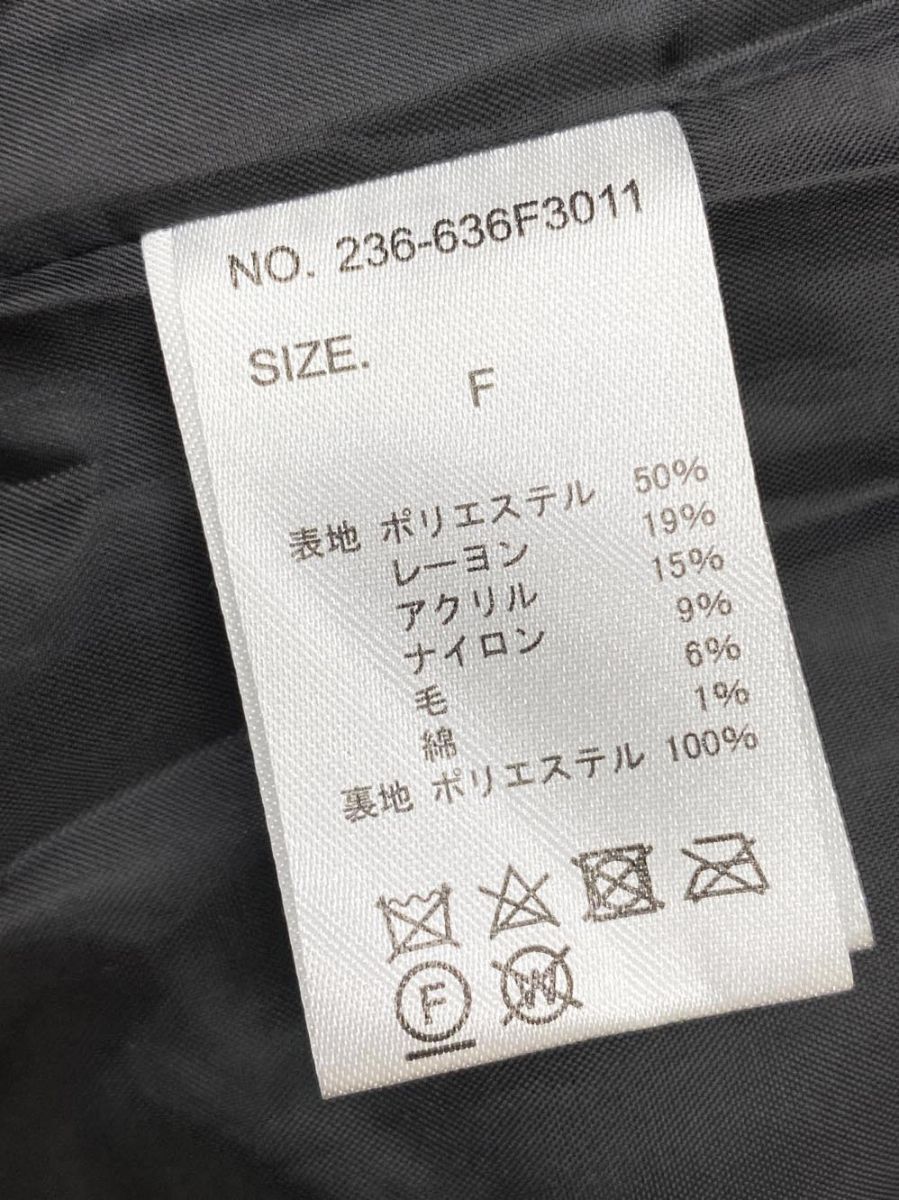 NO. 236-636F3011
SIZE.
F
表地 ポリエステル 50%
レーヨン 19%
アクリル 15%
ナイロン 9%
毛 6%
綿 1%
裏地 ポリエステル 100%
F W